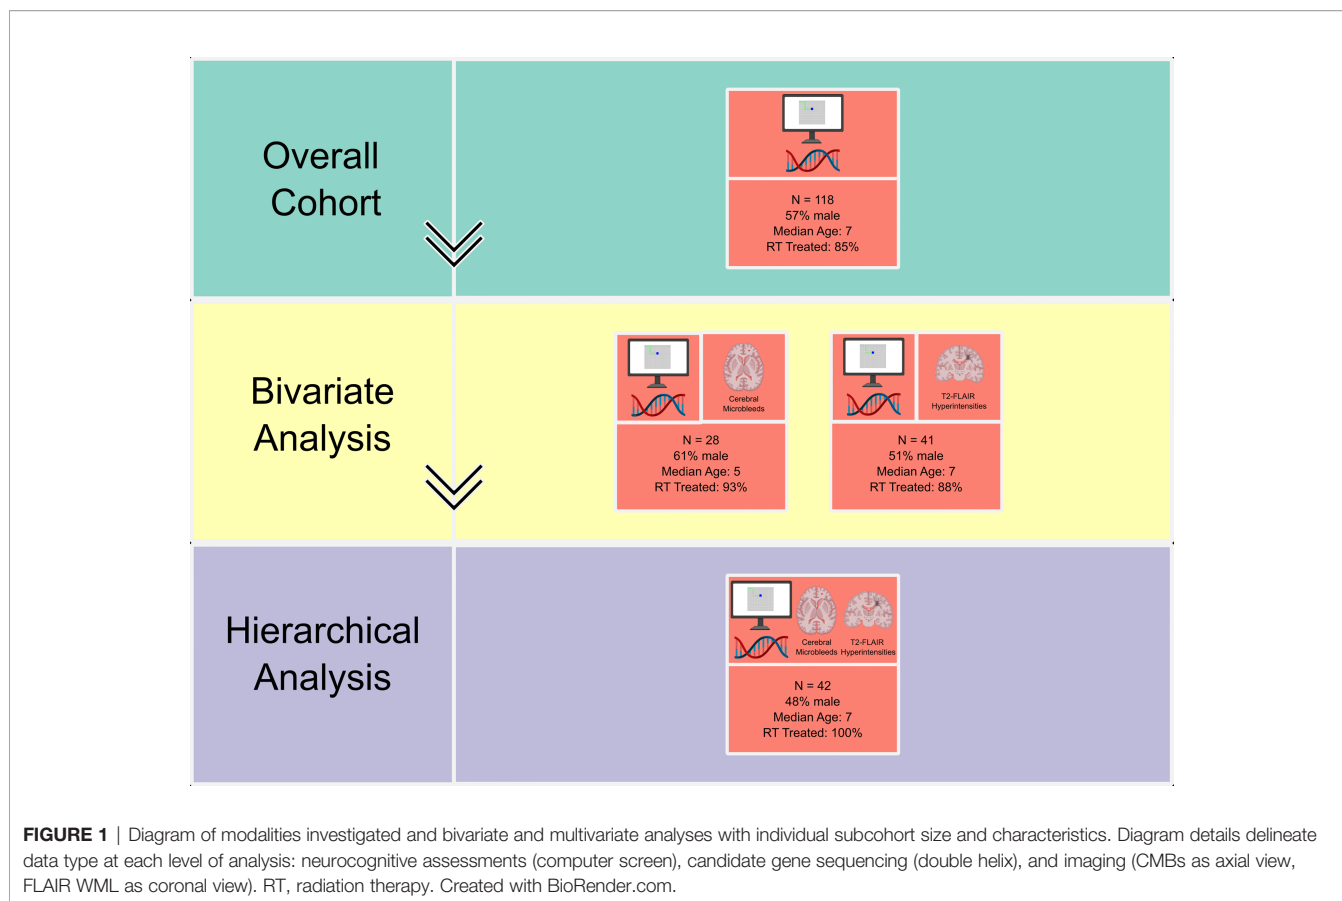 Overall
Cohort
N = 118
57% male
Median Age: 7
RT Treated: 85%
Bivariate
Analysis
Cerebral
Microbleeds
N = 28
61% male
Median Age: 5
RT Treated: 93%
T2-FLAIR
Hyperintensities
N = 41
51% male
Median Age: 7
RT Treated: 88%
Hierarchical
Analysis
Cerebral
Microbleeds
T2-FLAIR
Hyperintensities
N = 42
48% male
Median Age: 7
RT Treated: 100%
FIGURE 1 | Diagram of modalities investigated and bivariate and multivariate analyses with individual subcohort size and characteristics. Diagram details delineate
data type at each level of analysis: neurocognitive assessments (computer screen), candidate gene sequencing (double helix), and imaging (CMBs as axial view,
FLAIR WML as coronal view). RT, radiation therapy. Created with BioRender.com.